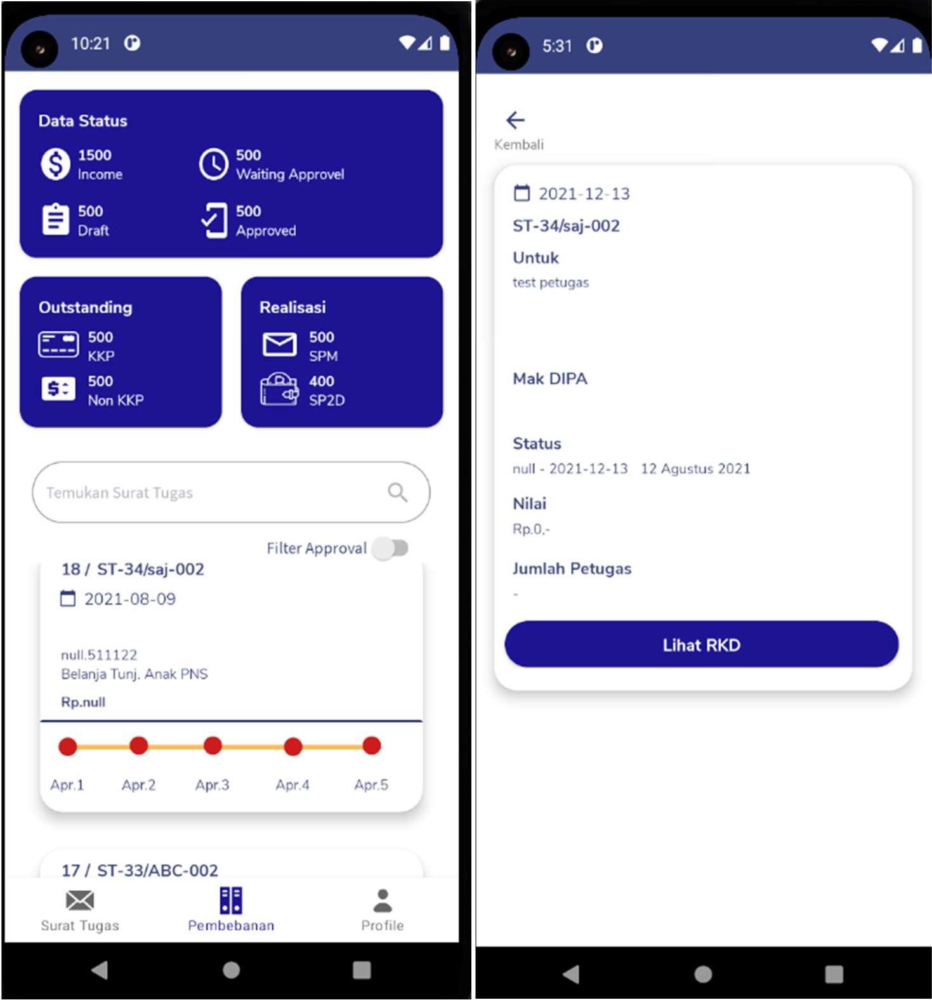 10:21
Data Status
1500
Income
500
Waiting Approvel
500
Draft
500
Approved
Outstanding
500
KKP
500
Non KKP
Realisasi
500
SPM
400
SP2D
Temukan Surat Tugas
Filter Approval
18 / ST-34/saj-002
2021-08-09
null.511122
Belanja Tunj. Anak PNS
Rp.null
Apr.1 Apr.2 Apr.3 Apr.4 Apr.5
17 / ST-33/ABC-002
Surat Tugas Pembebanan Profile
5:31
Kembali
2021-12-13
ST-34/saj-002
Untuk
test petugas
Mak DIPA
Status
null - 2021-12-13 12 Agustus 2021
Nilai
Rp.0,-
Jumlah Petugas
-
Lihat RKD